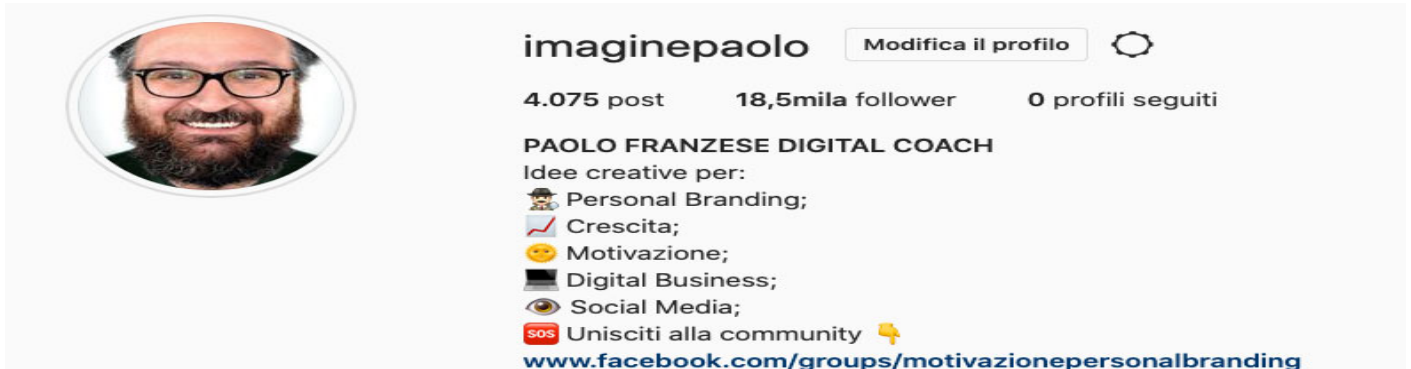 imaginepaolo Modifica il profilo
4.075 post 18,5mila follower 0 profili seguiti
PAOLO FRANZESE DIGITAL COACH
Idee creative per:
Personal Branding;
Crescita;
Motivazione;
Digital Business;
Social Media;
SOS Unisciti alla community
www.facebook.com/groups/motivazionepersonalbranding